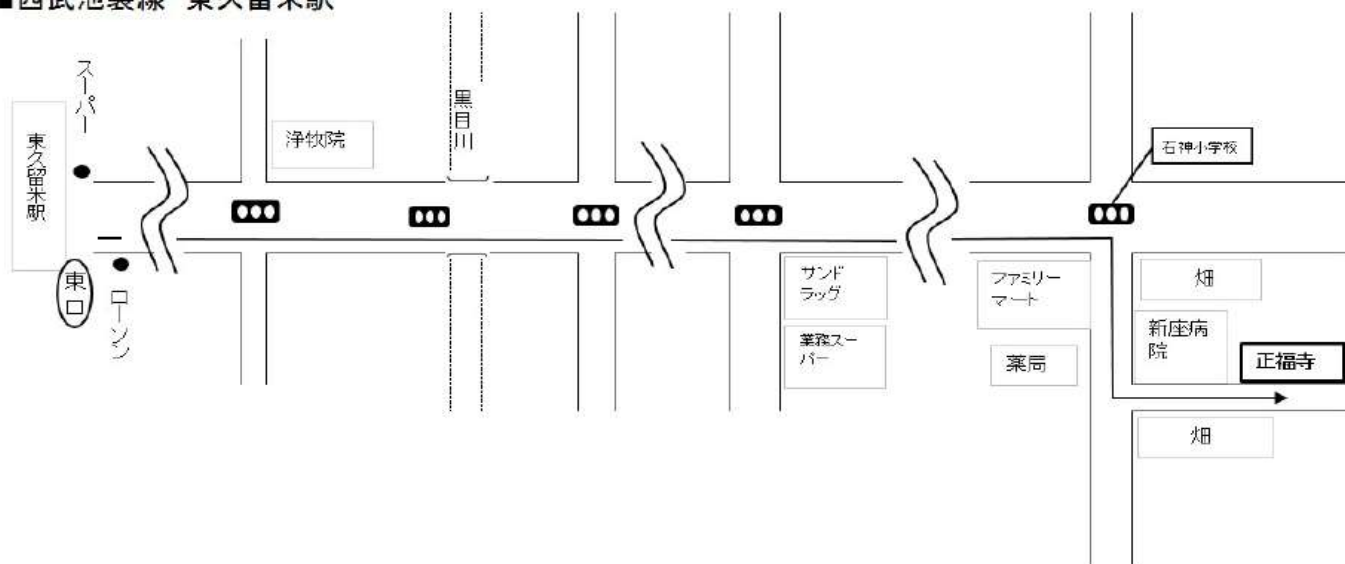 ■西武池袋線 東久留米駅
スーパー
東久留米駅
東口
ローソン
浄牧院
黒目川
石神小学校
サンド
ラッグ
業務スー
パー
ファミリー
マート
薬局
畑
新座病
院
正福寺
畑